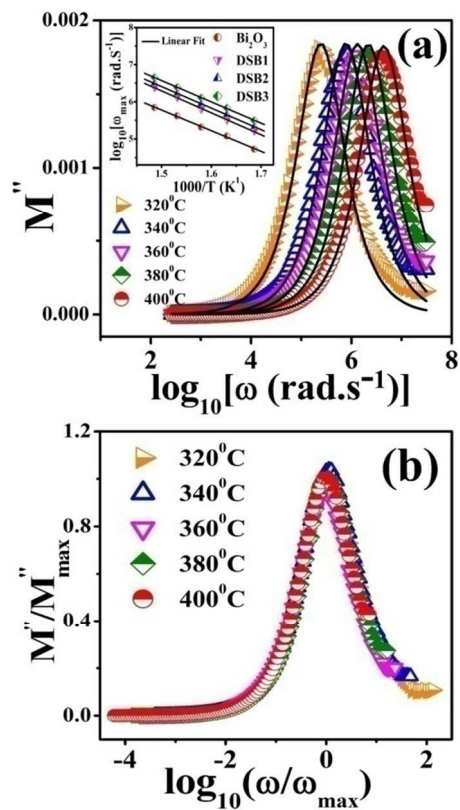 (a)
Linear Fit
Bi₂O₃
DSB1
DSB2
DSB3
log₁₀[ωₘₐₓ (rad.s⁻¹)]
7
6
5
4
1.5 1.6 1.7
1000/T (K¹)
M''
0.002
0.001
0.000
320⁰C
340⁰C
360⁰C
380⁰C
400⁰C
2 4 6 8
log₁₀[ω (rad.s⁻¹)]
(b)
M''/M''ₘₐₓ
1.2
0.8
0.4
0.0
320⁰C
340⁰C
360⁰C
380⁰C
400⁰C
-4 -2 0 2
log₁₀(ω/ωₘₐₓ)